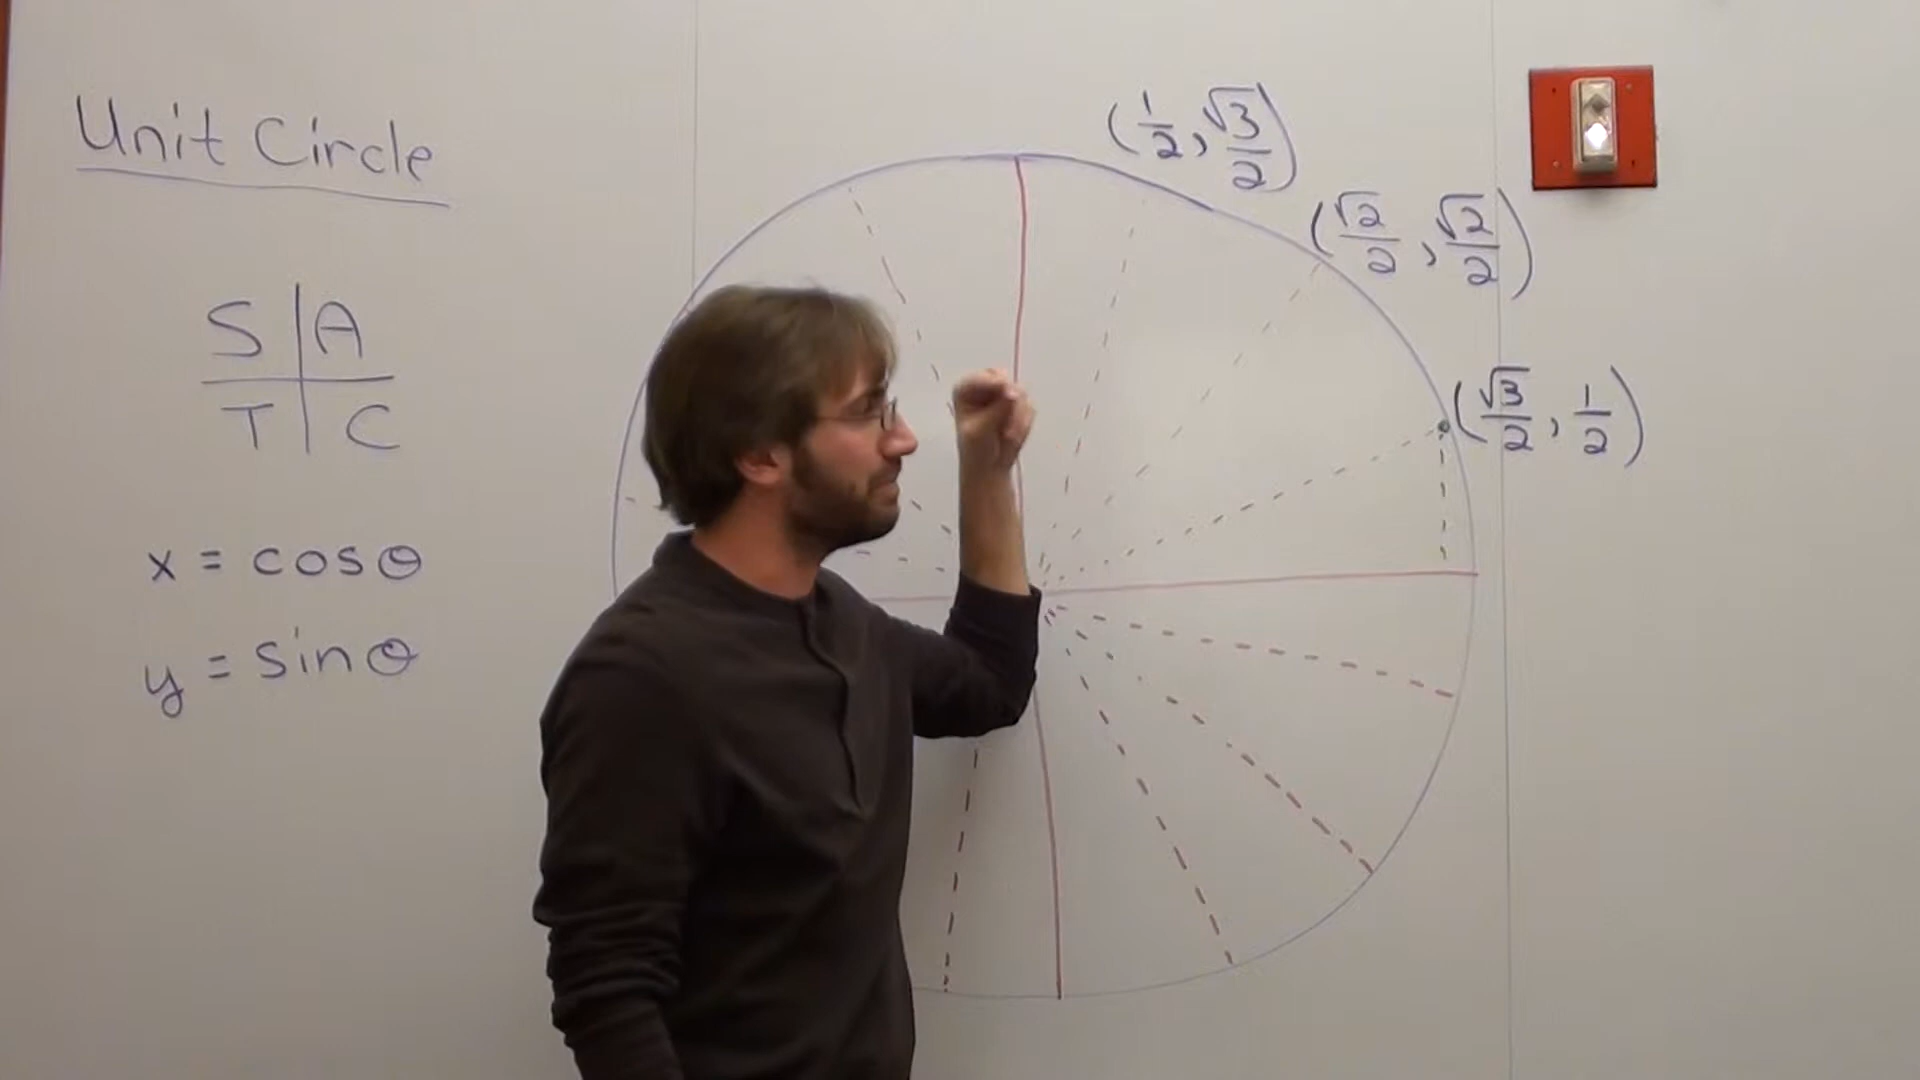 Unit Circle
S A
T C
x = cos θ
y = sin θ
(1/2, √3/2)
(√2/2, √2/2)
(√3/2, 1/2)